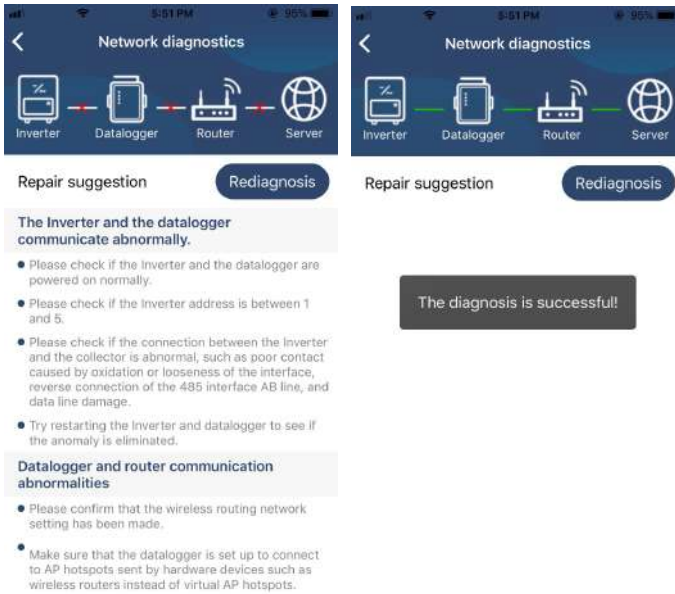 5:51 PM
95%
Network diagnostics
Inverter
Datalogger
Router
Server
Repair suggestion
Rediagnosis
The Inverter and the datalogger
communicate abnormally.
Please check if the Inverter and the datalogger are
powered on normally.
Please check if the Inverter address is between 1
and 5.
Please check if the connection between the Inverter
and the collector is abnormal, such as poor contact
caused by oxidation or looseness of the interface,
reverse connection of the 485 interface AB line, and
data line damage.
Try restarting the Inverter and datalogger to see if
the anomaly is eliminated.
Datalogger and router communication
abnormalities
Please confirm that the wireless routing network
setting has been made.
Make sure that the datalogger is set up to connect
to AP hotspots sent by hardware devices such as
wireless routers instead of virtual AP hotspots.
5:51 PM
95%
Network diagnostics
Inverter
Datalogger
Router
Server
Repair suggestion
Rediagnosis
The diagnosis is successful!